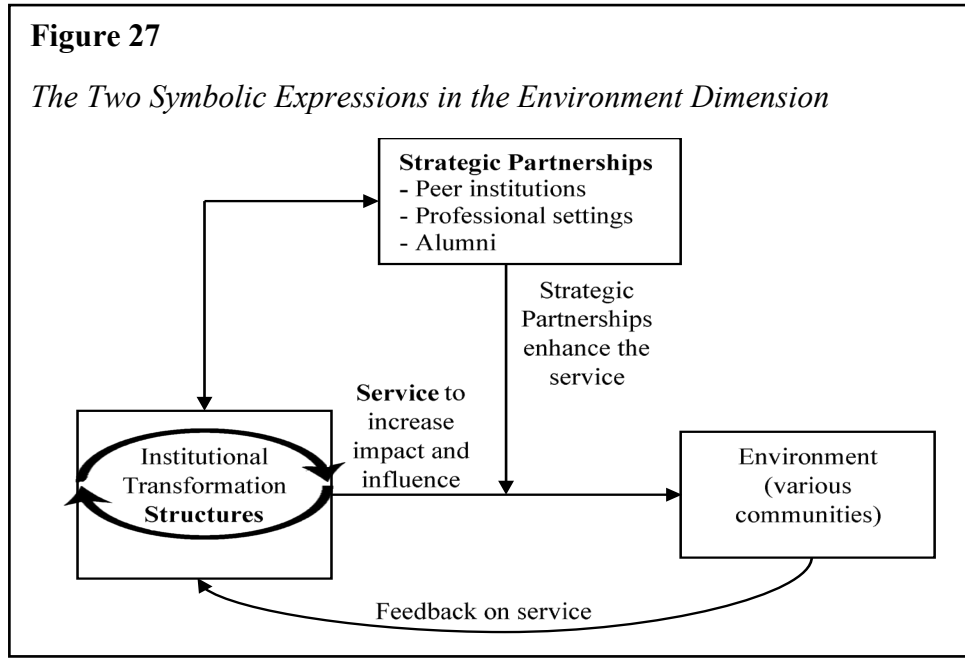 Figure 27
The Two Symbolic Expressions in the Environment Dimension
Strategic Partnerships
- Peer institutions
- Professional settings
- Alumni
Strategic
Partnerships
enhance the
service
Service to
increase
impact and
influence
Institutional
Transformation
Structures
Environment
(various
communities)
Feedback on service